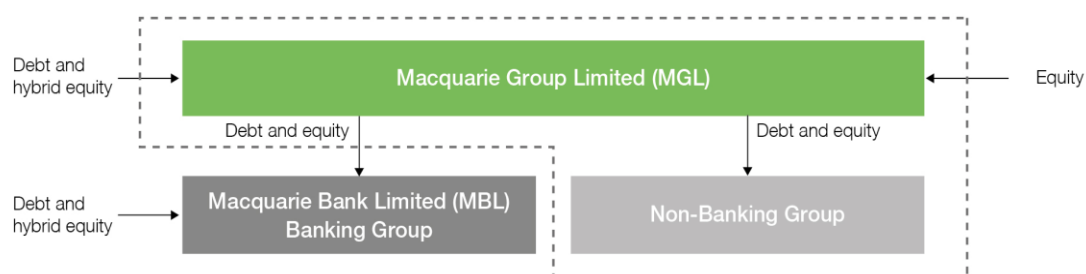 Debt and
hybrid equity
Macquarie Group Limited (MGL)
Equity
Debt and equity
Debt and equity
Debt and
hybrid equity
Macquarie Bank Limited (MBL)
Banking Group
Non-Banking Group